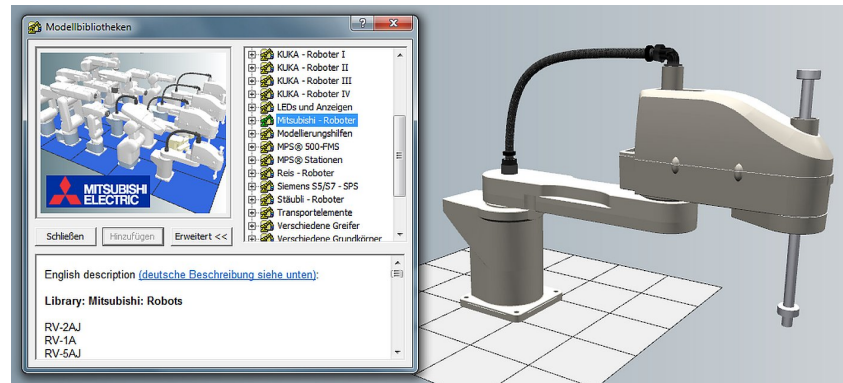 Modellbibliotheken
KUKA - Roboter I
KUKA - Roboter II
KUKA - Roboter III
KUKA - Roboter IV
LEDs und Anzeigen
Mitsubishi - Roboter
Modellierungshilfen
MPS® 500-FMS
MPS® Stationen
Reis - Roboter
Siemens S5/S7 - SPS
Stäubli - Roboter
Transportelemente
Verschiedene Greifer
Verschiedene Grundkörper
MITSUBISHI
ELECTRIC
Schließen
Hinzufügen
Erweitert <<
English description (deutsche Beschreibung siehe unten):
Library: Mitsubishi: Robots
RV-2AJ
RV-1A
RV-5AJ